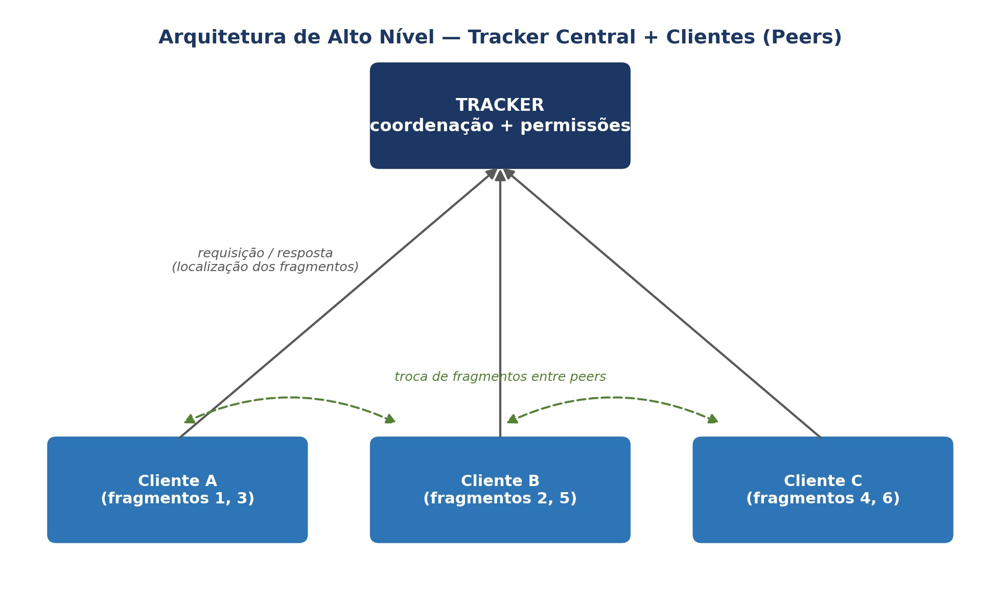 Arquitetura de Alto Nível — Tracker Central + Clientes (Peers)
TRACKER
coordenação + permissões
requisição / resposta
(localização dos fragmentos)
troca de fragmentos entre peers
Cliente A
(fragmentos 1, 3)
Cliente B
(fragmentos 2, 5)
Cliente C
(fragmentos 4, 6)